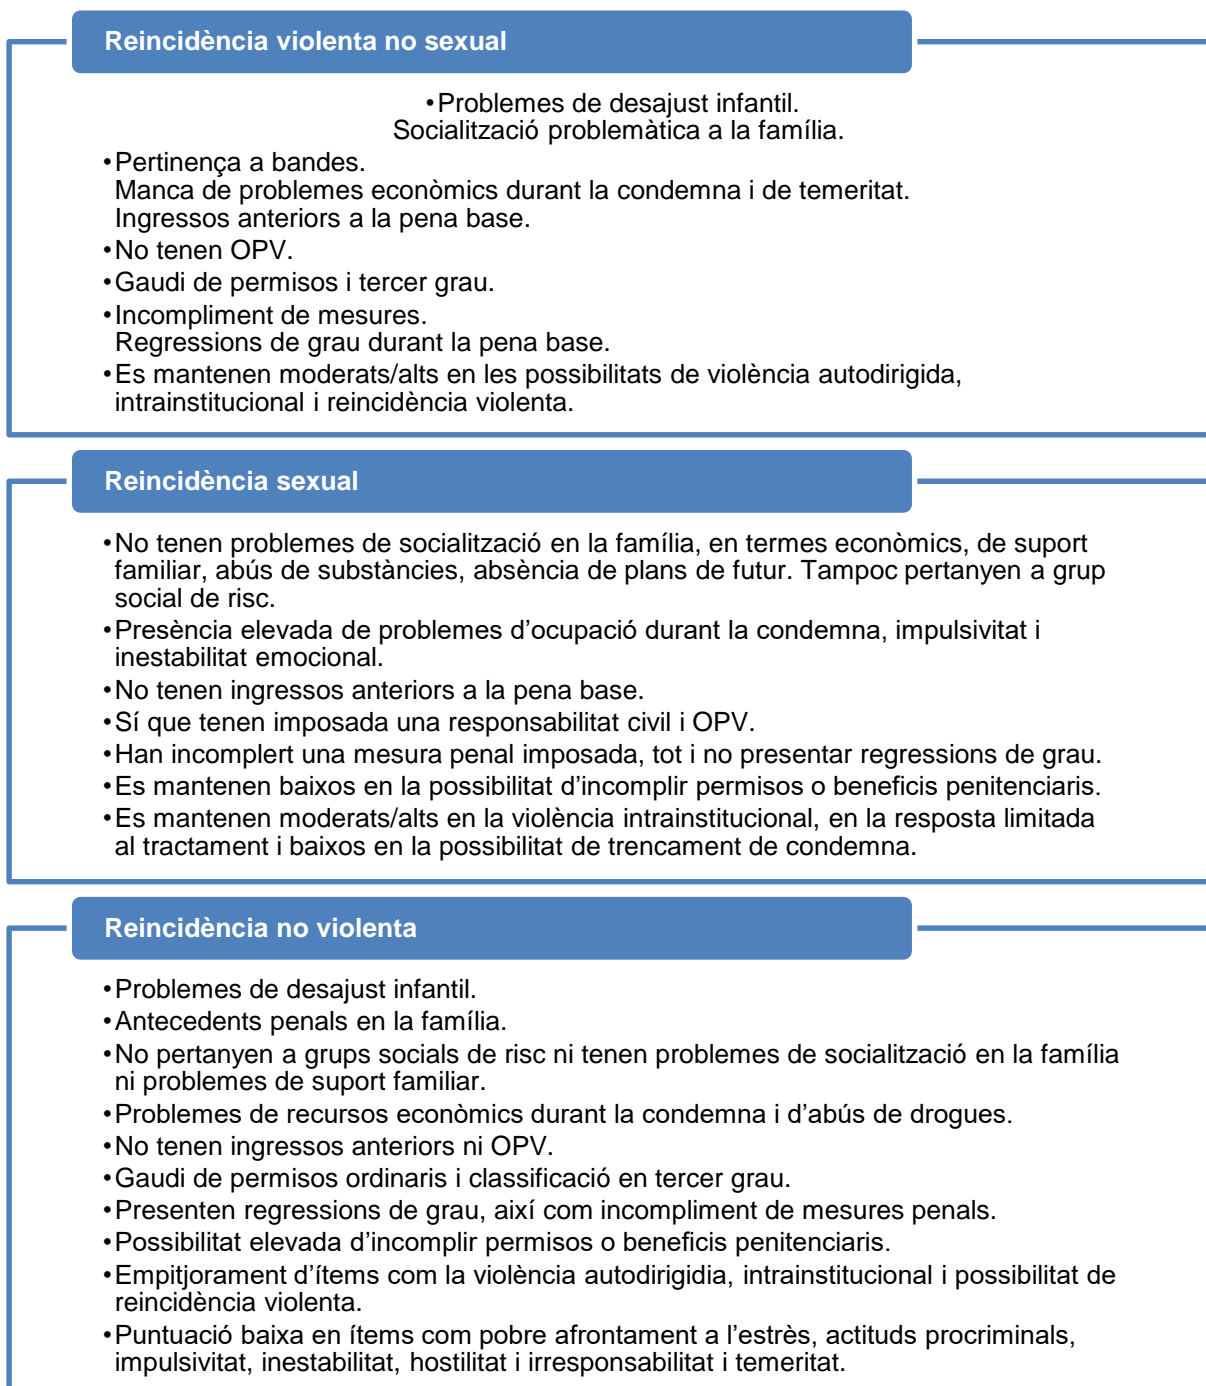 Reincidència violenta no sexual
•Problemes de desajust infantil.
Socialització problemàtica a la família.
•Pertinença a bandes.
Manca de problemes econòmics durant la condemna i de temeritat.
Ingressos anteriors a la pena base.
•No tenen OPV.
•Gaudi de permisos i tercer grau.
•Incompliment de mesures.
Regressions de grau durant la pena base.
•Es mantenen moderats/alts en les possibilitats de violència autodirigida,
intrainstitucional i reincidència violenta.
Reincidència sexual
•No tenen problemes de socialització en la família, en termes econòmics, de suport
familiar, abús de substàncies, absència de plans de futur. Tampoc pertanyen a grup
social de risc.
•Presència elevada de problemes d’ocupació durant la condemna, impulsivitat i
inestabilitat emocional.
•No tenen ingressos anteriors a la pena base.
•Sí que tenen imposada una responsabilitat civil i OPV.
•Han incomplert una mesura penal imposada, tot i no presentar regressions de grau.
•Es mantenen baixos en la possibilitat d’incomplir permisos o beneficis penitenciaris.
•Es mantenen moderats/alts en la violència intrainstitucional, en la resposta limitada
al tractament i baixos en la possibilitat de trencament de condemna.
Reincidència no violenta
•Problemes de desajust infantil.
•Antecedents penals en la família.
•No pertanyen a grups socials de risc ni tenen problemes de socialització en la família
ni problemes de suport familiar.
•Problemes de recursos econòmics durant la condemna i d’abús de drogues.
•No tenen ingressos anteriors ni OPV.
•Gaudi de permisos ordinaris i classificació en tercer grau.
•Presenten regressions de grau, així com incompliment de mesures penals.
•Possibilitat elevada d’incomplir permisos o beneficis penitenciaris.
•Empitjorament d’ítems com la violència autodirigidia, intrainstitucional i possibilitat de
reincidència violenta.
•Puntuació baixa en ítems com pobre afrontament a l’estrès, actituds procriminals,
impulsivitat, inestabilitat, hostilitat i irresponsabilitat i temeritat.